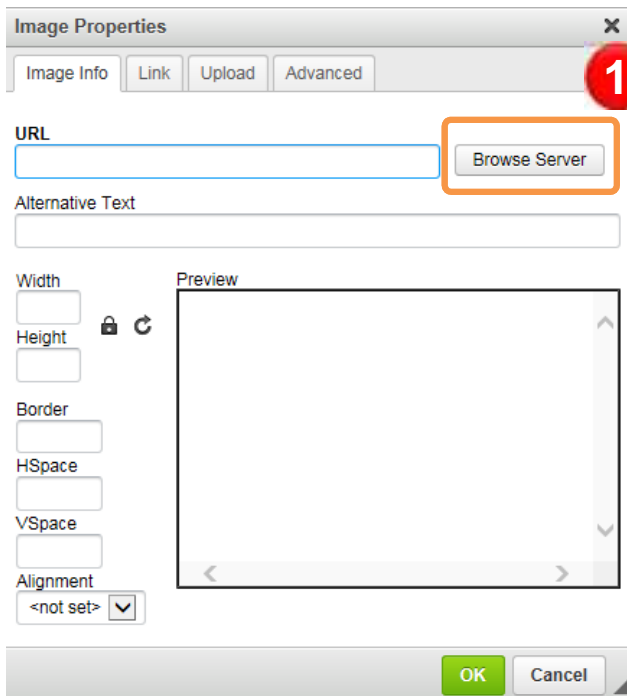 Image Properties
Image Info Link Upload Advanced
1
URL
Browse Server
Alternative Text
Width
Preview
Height
Border
HSpace
VSpace
Alignment
<not set>
OK Cancel